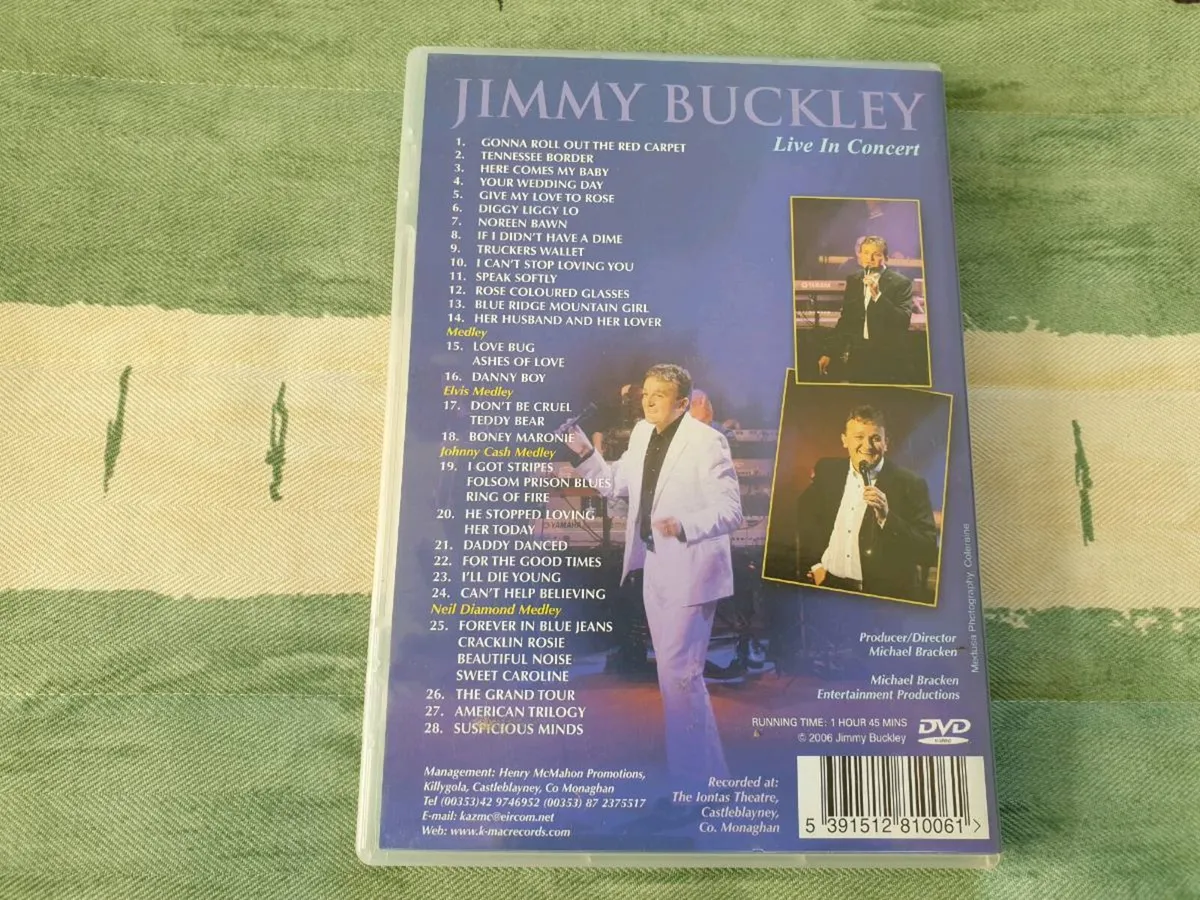 JIMMY BUCKLEY
Live In Concert
1. GONNA ROLL OUT THE RED CARPET
2. TENNESSEE BORDER
3. HERE COMES MY BABY
4. YOUR WEDDING DAY
5. GIVE MY LOVE TO ROSE
6. DIGGY LIGGY LO
7. NOREEN BAWN
8. IF I DIDN'T HAVE A DIME
9. TRUCKERS WALLET
10. I CAN'T STOP LOVING YOU
11. SPEAK SOFTLY
12. ROSE COLOURED GLASSES
13. BLUE RIDGE MOUNTAIN GIRL
14. HER HUSBAND AND HER LOVER
Medley
15. LOVE BUG
ASHES OF LOVE
16. DANNY BOY
Elvis Medley
17. DON'T BE CRUEL
TEDDY BEAR
18. BONEY MARONIE
Johnny Cash Medley
19. I GOT STRIPES
FOLSOM PRISON BLUES
RING OF FIRE
20. HE STOPPED LOVING
HER TODAY
21. DADDY DANCED
22. FOR THE GOOD TIMES
23. I'LL DIE YOUNG
24. CAN'T HELP BELIEVING
Neil Diamond Medley
25. FOREVER IN BLUE JEANS
CRACKLIN ROSIE
BEAUTIFUL NOISE
SWEET CAROLINE
26. THE GRAND TOUR
27. AMERICAN TRILOGY
28. SUSPICIOUS MINDS
YAMAHA
YAMAHA
Medusa Photography, Coleraine
Producer/Director
Michael Bracken
Michael Bracken
Entertainment Productions
RUNNING TIME: 1 HOUR 45 MINS
© 2006 Jimmy Buckley
DVD
VIDEO
Management: Henry McMahon Promotions,
Killygola, Castleblayney, Co Monaghan
Tel (00353)42 9746952 (00353) 87 2375517
E-mail: kazmc@eircom.net
Web: www.k-macrecords.com
Recorded at:
The Iontas Theatre,
Castleblayney,
Co. Monaghan
5 391512 810061 >